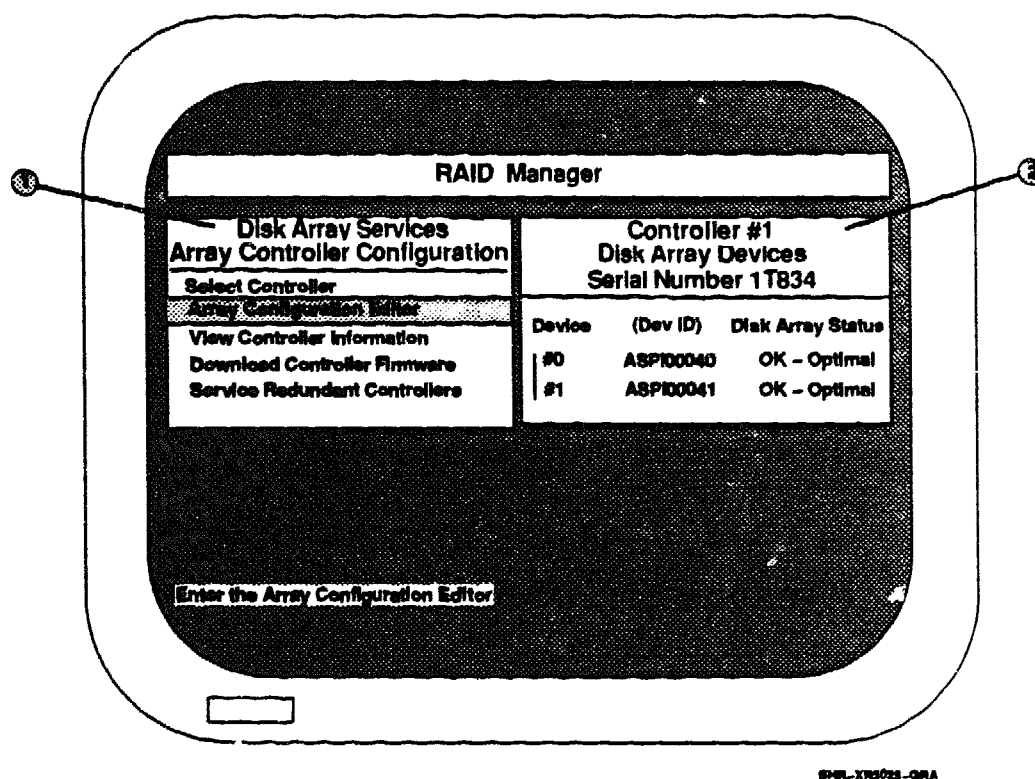 RAID Manager
1
Disk Array Services
Array Controller Configuration
Select Controller
Array Configuration Editor
View Controller Information
Download Controller Firmware
Service Redundant Controllers
2
Controller #1
Disk Array Devices
Serial Number 1T834
Device (Dev ID) Disk Array Status
#0 ASPI00040 OK – Optimal
#1 ASPI00041 OK – Optimal
Enter the Array Configuration Editor